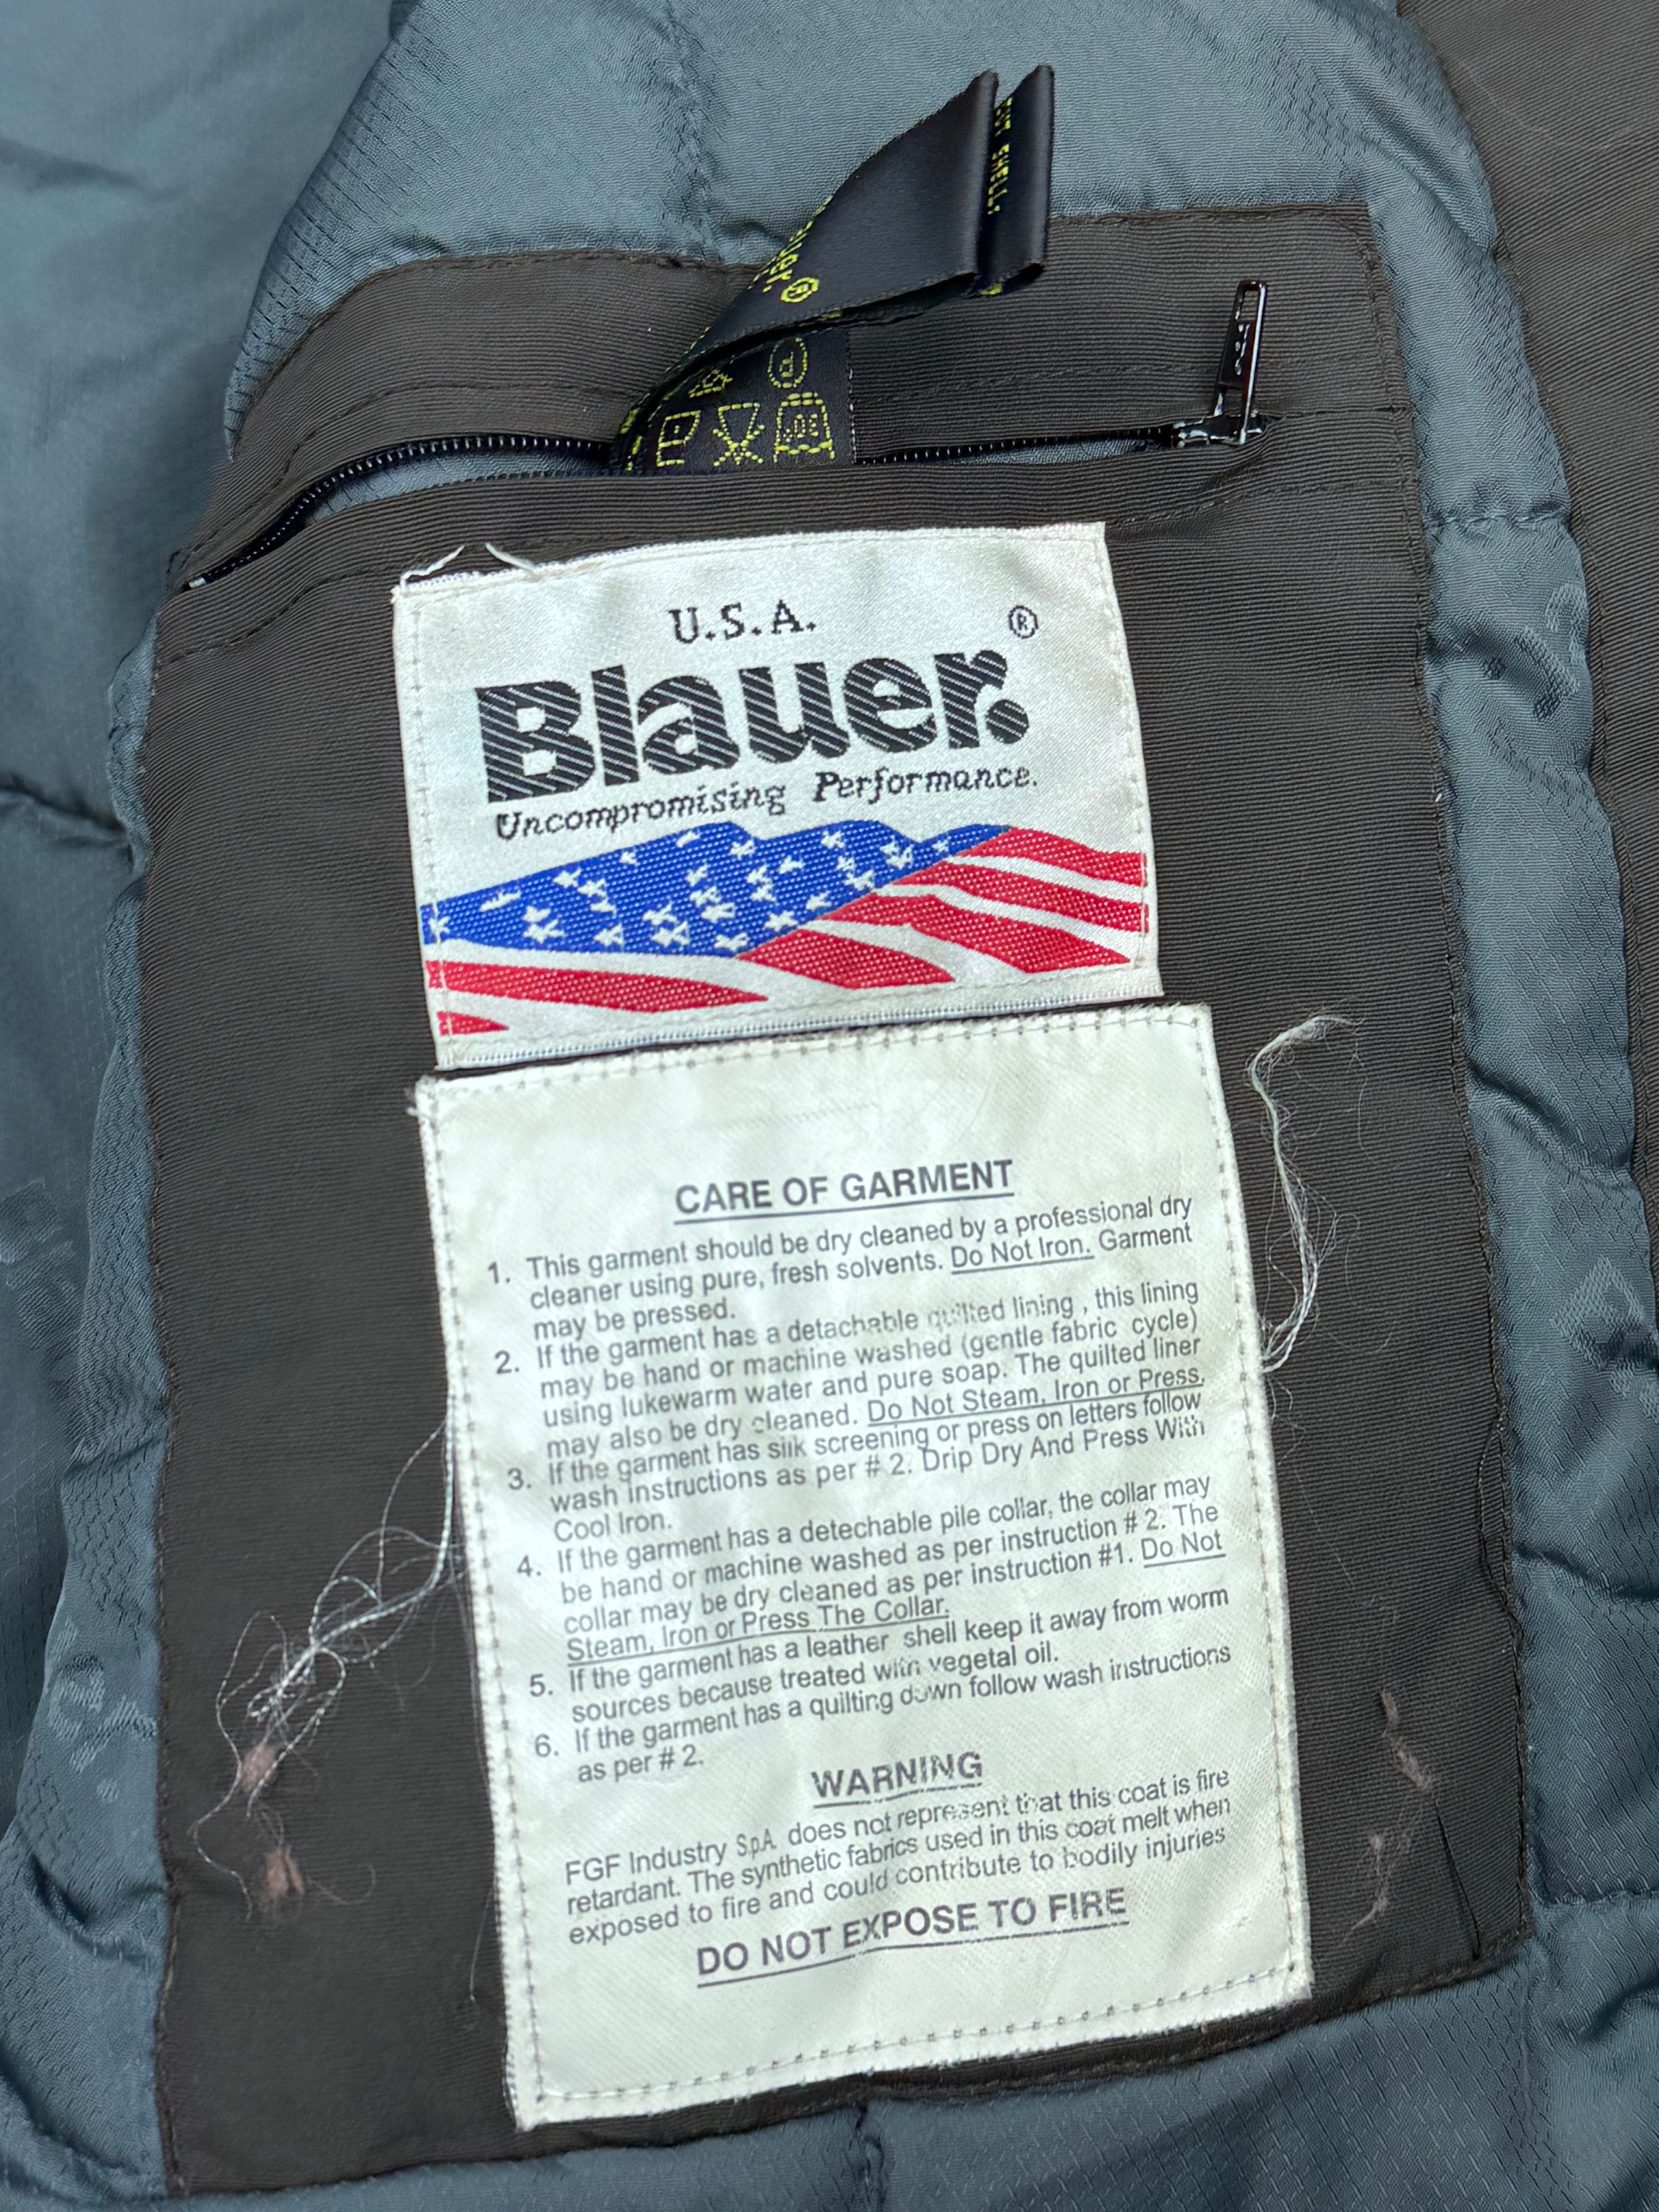 SHELL:
U.S.A.
®
Blauer.
Uncompromising Performance.
CARE OF GARMENT
1. This garment should be dry cleaned by a professional dry
cleaner using pure, fresh solvents. Do Not Iron. Garment
may be pressed.
2. If the garment has a detachable quilted lining , this lining
may be hand or machine washed (gentle fabric cycle)
using lukewarm water and pure soap. The quilted liner
may also be dry cleaned. Do Not Steam, Iron or Press.
3. If the garment has silk screening or press on letters follow
wash instructions as per # 2. Drip Dry And Press With
Cool Iron.
4. If the garment has a detechable pile collar, the collar may
be hand or machine washed as per instruction # 2. The
collar may be dry cleaned as per instruction #1. Do Not
Steam, Iron or Press The Collar.
5. If the garment has a leather shell keep it away from worm
sources because treated with vegetal oil.
6. If the garment has a quilting down follow wash instructions
as per # 2.
WARNING
FGF Industry S.p.A. does not represent that this coat is fire
retardant. The synthetic fabrics used in this coat melt when
exposed to fire and could contribute to bodily injuries
DO NOT EXPOSE TO FIRE